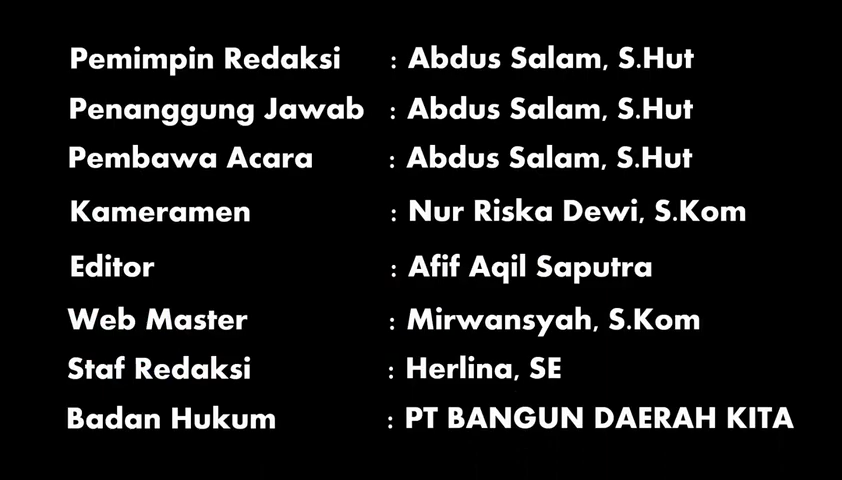 Pemimpin Redaksi : Abdus Salam, S.Hut
Penanggung Jawab : Abdus Salam, S.Hut
Pembawa Acara : Abdus Salam, S.Hut
Kameramen : Nur Riska Dewi, S.Kom
Editor : Afif Aqil Saputra
Web Master : Mirwansyah, S.Kom
Staf Redaksi : Herlina, SE
Badan Hukum : PT BANGUN DAERAH KITA